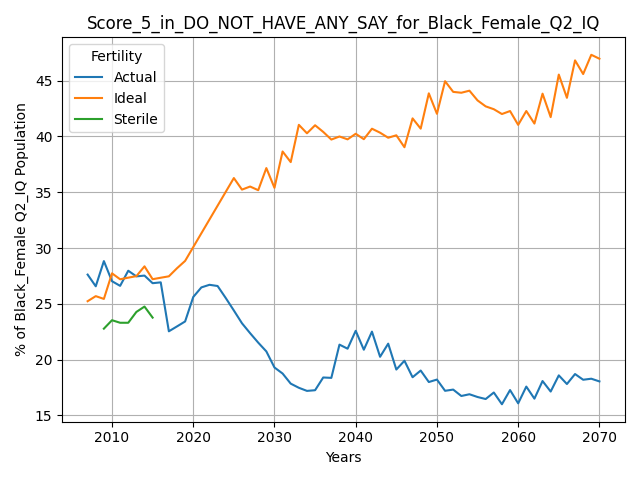 Score_5_in_DO_NOT_HAVE_ANY_SAY_for_Black_Female_Q2_IQ
Fertility
Actual
Ideal
Sterile
% of Black_Female Q2_IQ Population
45
40
35
30
25
20
15
2010
2020
2030
2040
2050
2060
2070
Years